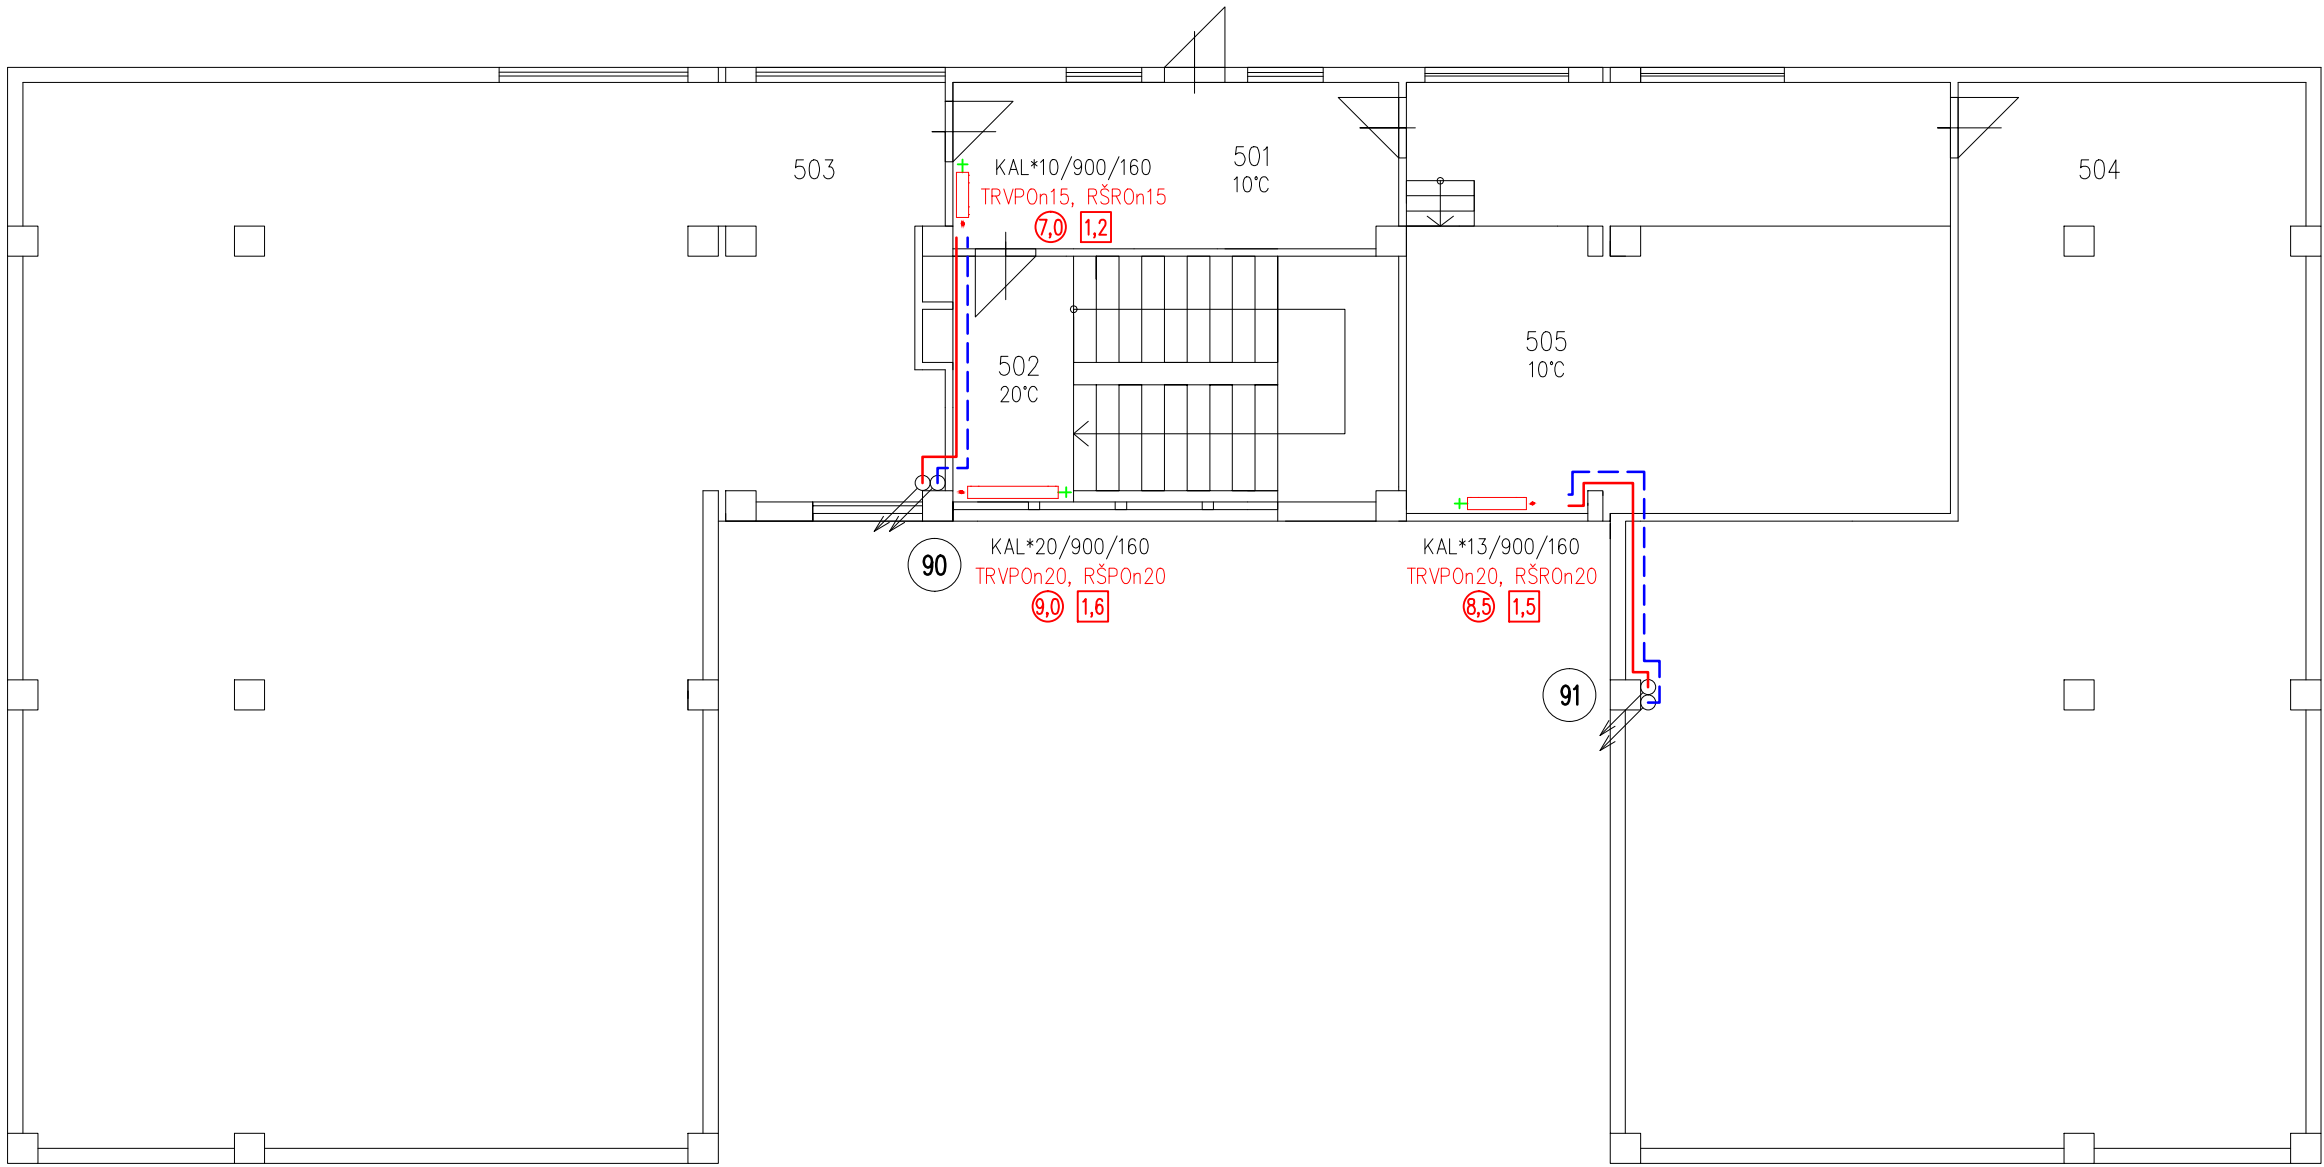 503
KAL*10/900/160
TRVPOn15, RŠROn15
7,0 1,2
501
10°C
504
502
20°C
505
10°C
90
KAL*20/900/160
TRVPOn20, RŠPOn20
9,0 1,6
KAL*13/900/160
TRVPOn20, RŠROn20
8,5 1,5
91